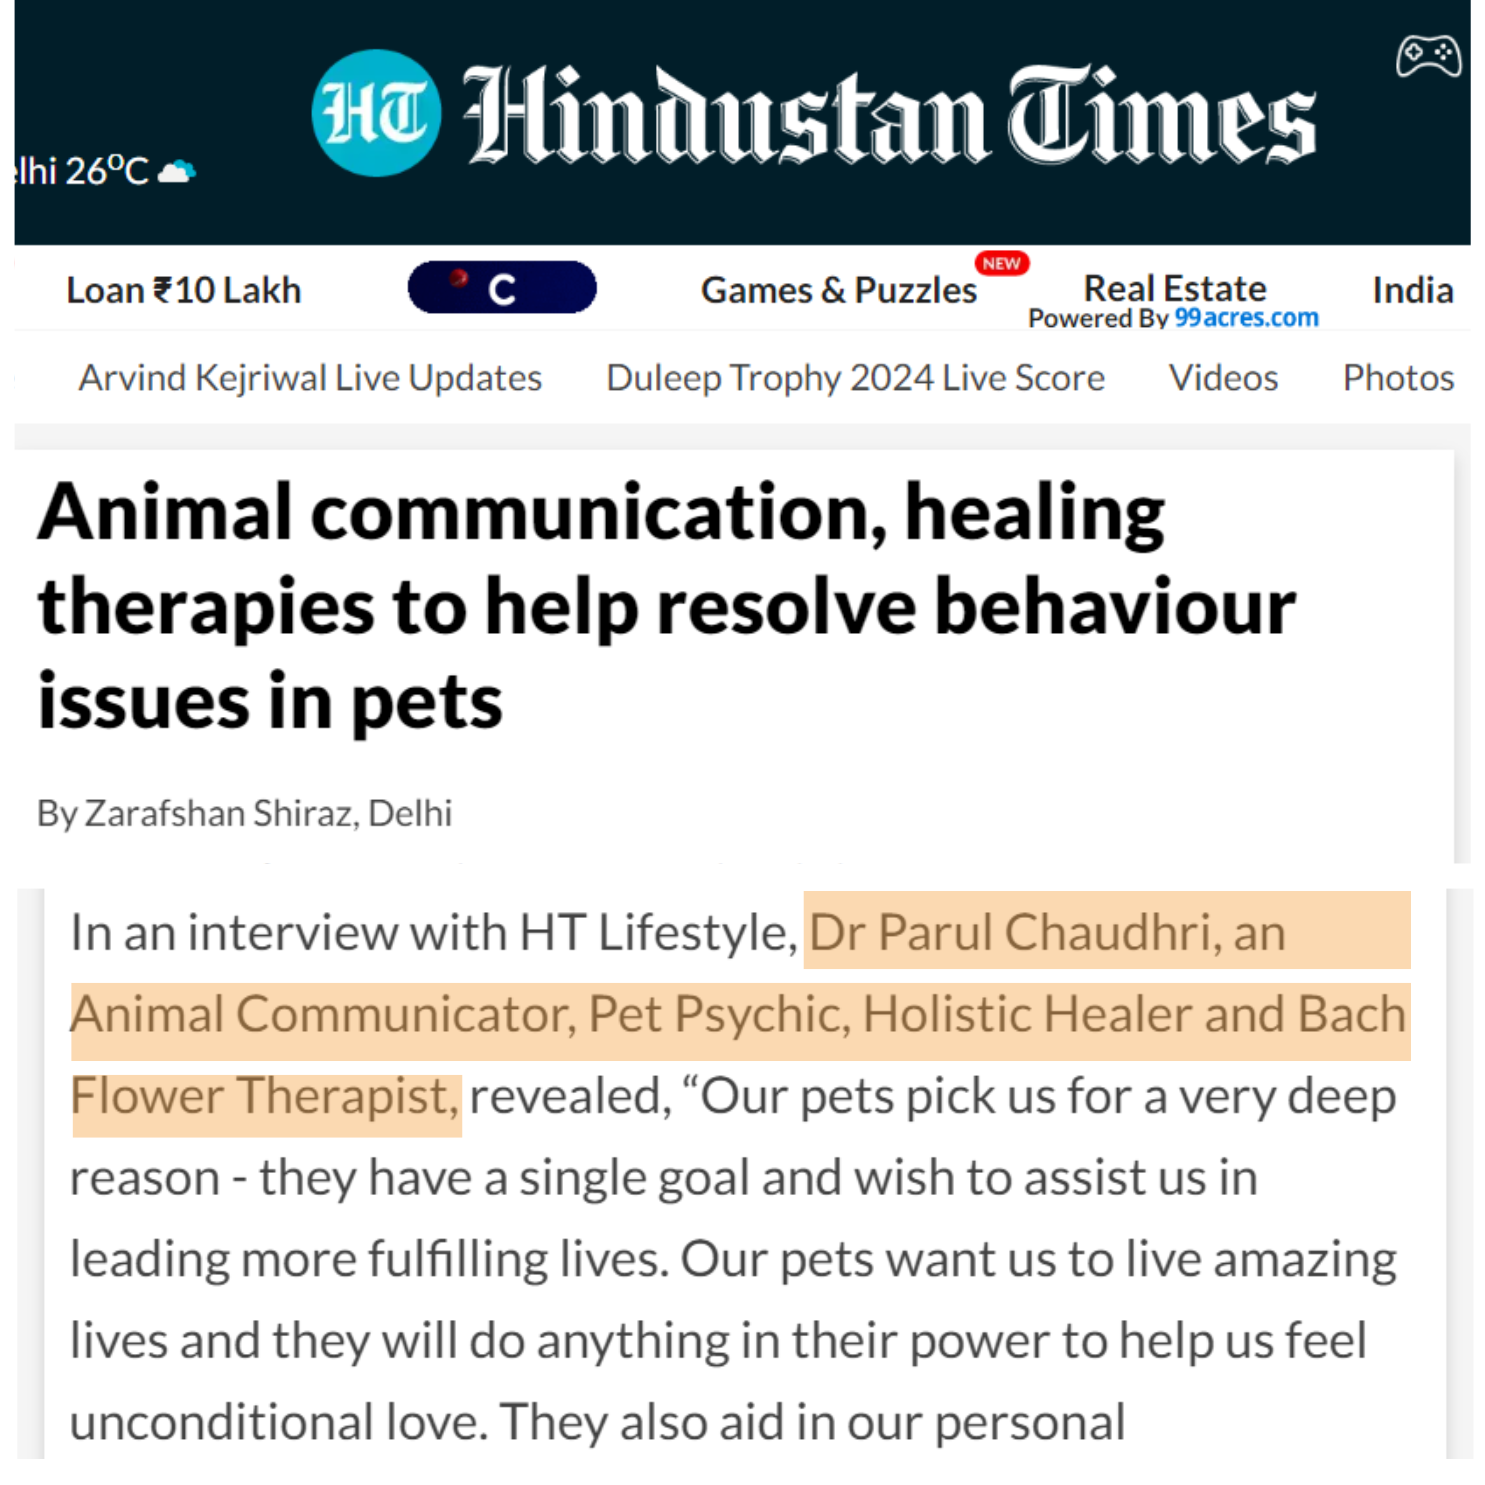 HT Hindustan Times
lhi 26°C
Loan ₹10 Lakh C Games & Puzzles NEW Real Estate India
Powered By 99acres.com
Arvind Kejriwal Live Updates Duleep Trophy 2024 Live Score Videos Photos
Animal communication, healing
therapies to help resolve behaviour
issues in pets
By Zarafshan Shiraz, Delhi
In an interview with HT Lifestyle, Dr Parul Chaudhri, an
Animal Communicator, Pet Psychic, Holistic Healer and Bach
Flower Therapist, revealed, “Our pets pick us for a very deep
reason - they have a single goal and wish to assist us in
leading more fulfilling lives. Our pets want us to live amazing
lives and they will do anything in their power to help us feel
unconditional love. They also aid in our personal